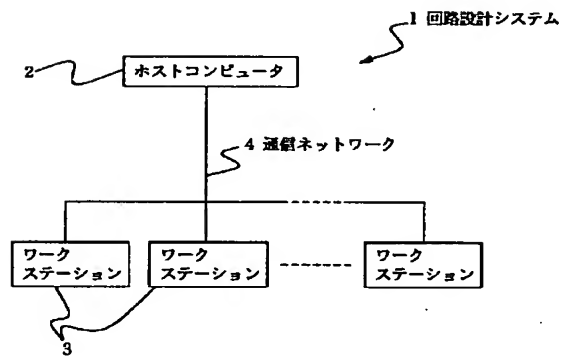 1 回路設計システム
2
ホストコンピュータ
4 通信ネットワーク
ワーク
ステーション
ワーク
ステーション
ワーク
ステーション
3